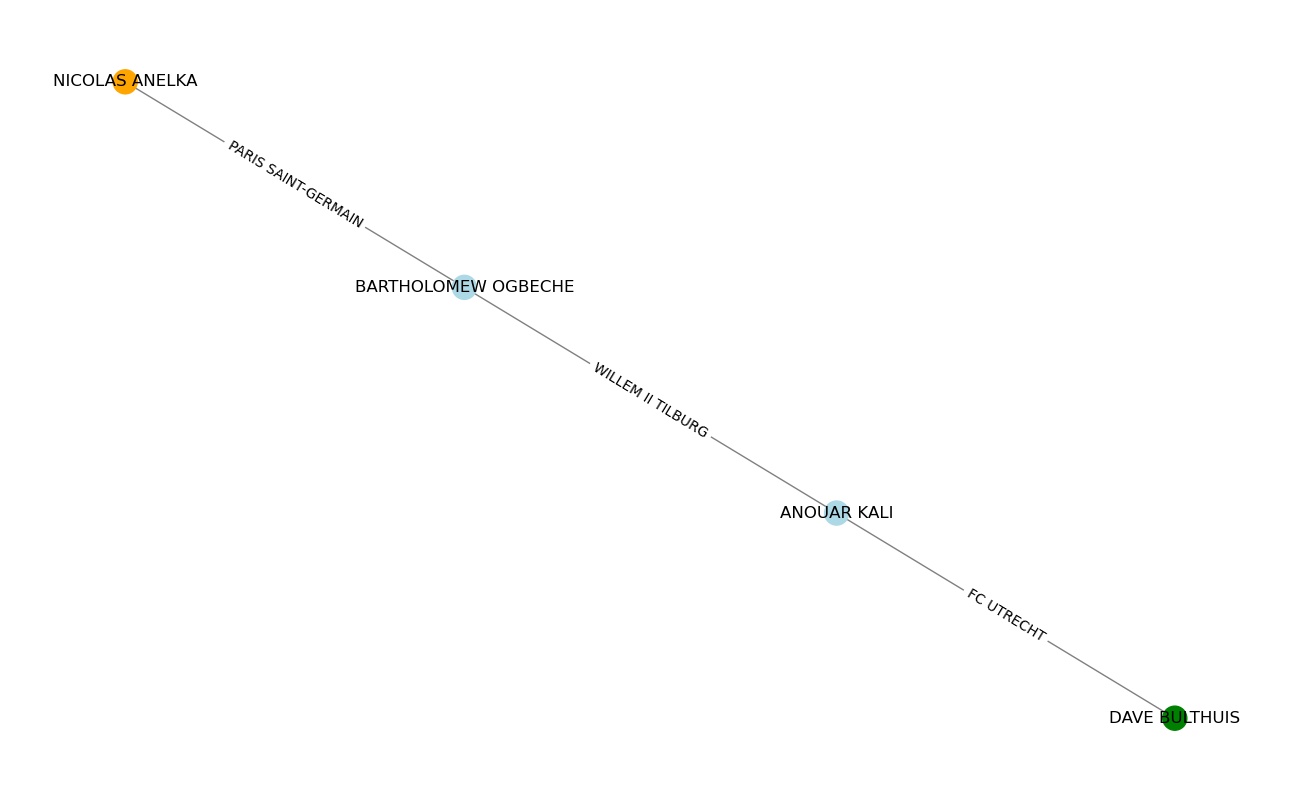 NICOLAS ANELKA
PARIS SAINT-GERMAIN
BARTHOLOMEW OGBECHE
WILLEM II TILBURG
ANOUAR KALI
FC UTRECHT
DAVE BULTHUIS